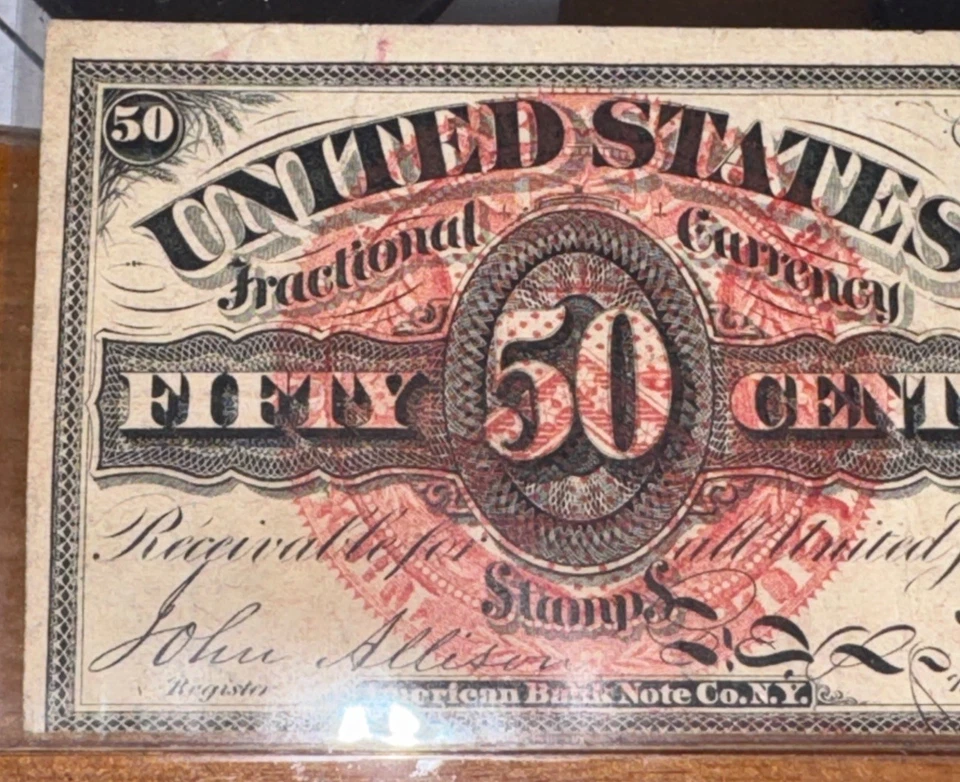 50
UNITED STATES
Fractional Currency
FIFTY 50 CENT
Receivable for all United
Stamps
John Allison
Register
American Bank Note Co. N.Y.